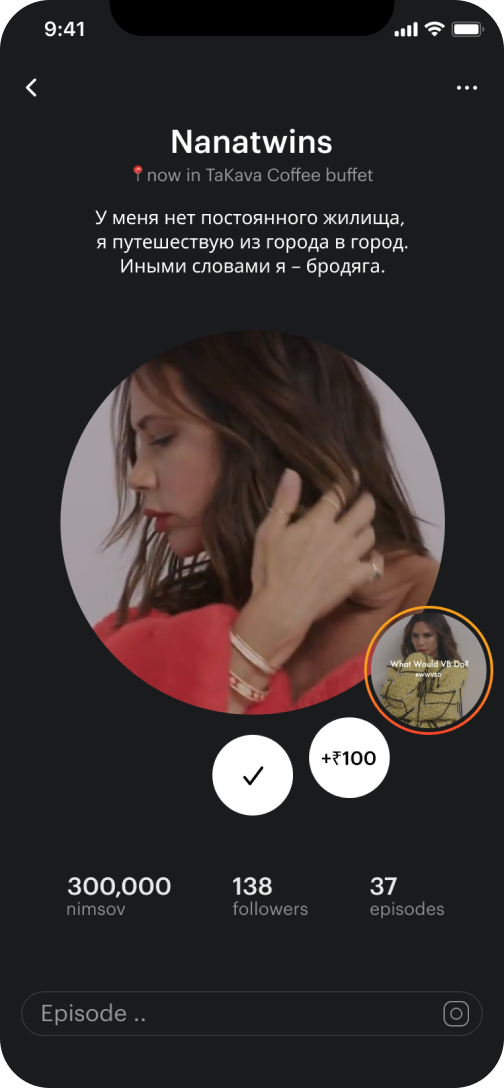 9:41
Nanatwins
now in TaKava Coffee buffet
У меня нет постоянного жилища,
я путешествую из города в город.
Иными словами я – бродяга.
What Would VB Do?
#WWVBD
+₹100
300,000 138 37
nimsov followers episodes
Episode ..